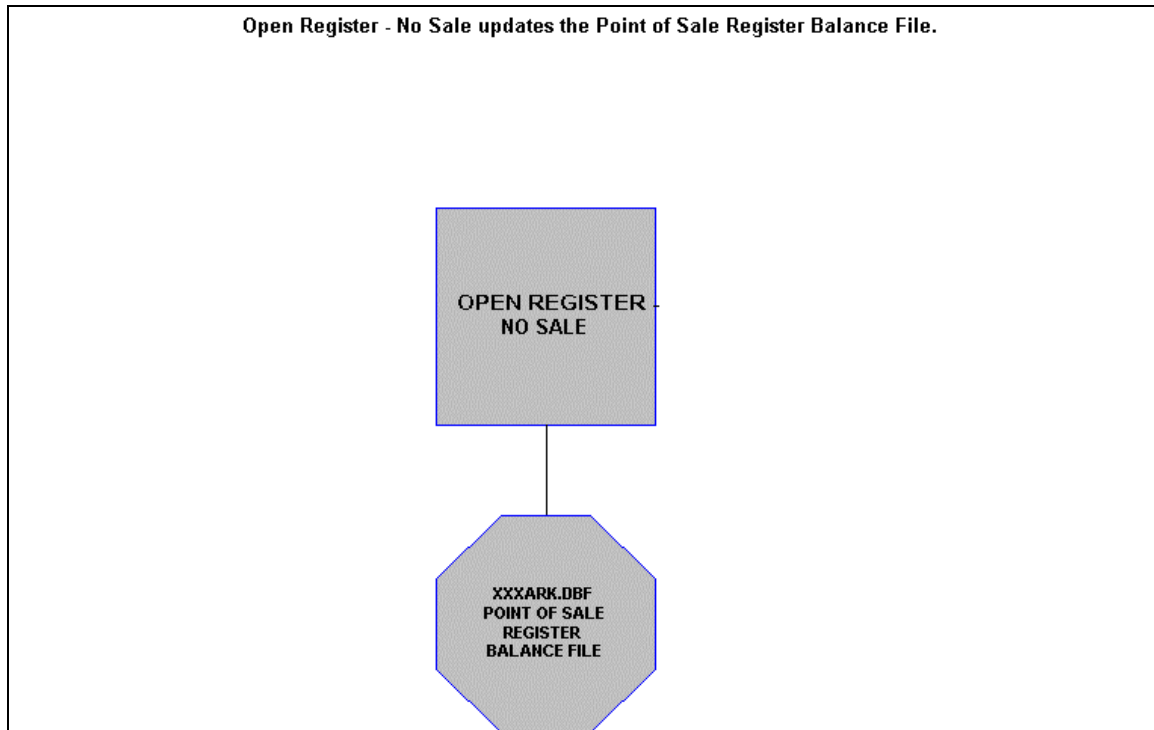 Open Register - No Sale updates the Point of Sale Register Balance File.
OPEN REGISTER -
NO SALE
XXXARK.DBF
POINT OF SALE
REGISTER
BALANCE FILE